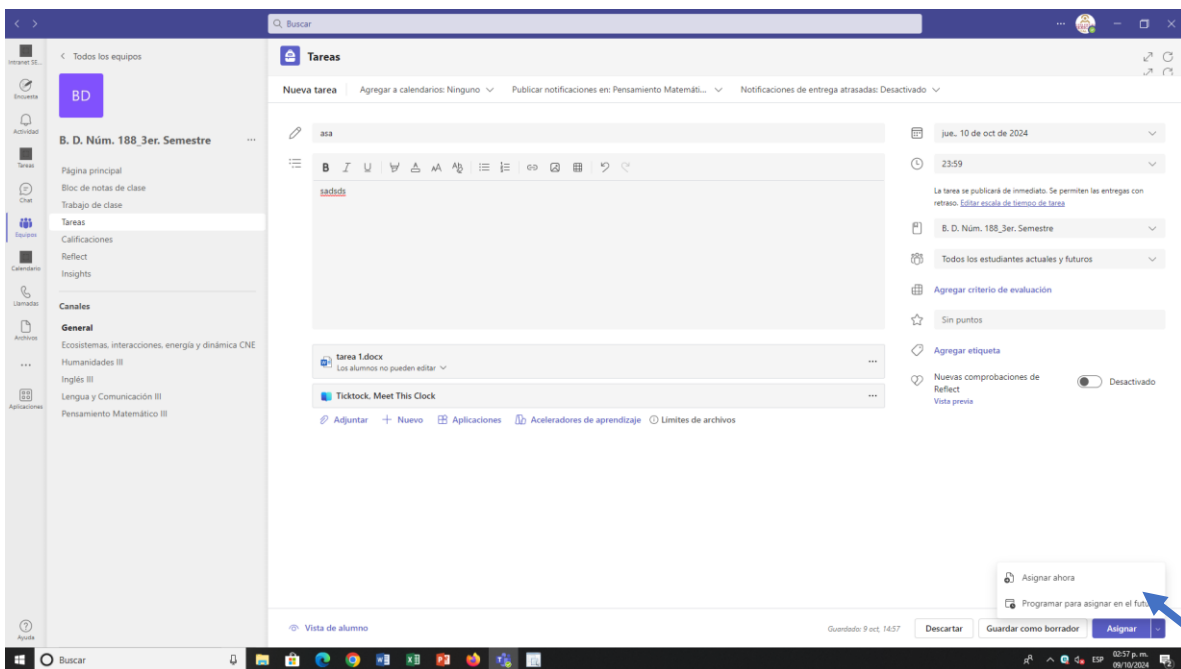 Buscar
Intranet SE...
Encuesta
Actividad
Tareas
Chat
Equipos
Calendario
Llamadas
Archivos
Aplicaciones
Ayuda
Todos los equipos
BD
B. D. Núm. 188_3er. Semestre
Página principal
Bloc de notas de clase
Trabajo de clase
Tareas
Calificaciones
Reflect
Insights
Canales
General
Ecosistemas, interacciones, energía y dinámica CNE
Humanidades III
Inglés III
Lengua y Comunicación III
Pensamiento Matemático III
Tareas
Nueva tarea Agregar a calendarios: Ninguno Publicar notificaciones en: Pensamiento Matemáti... Notificaciones de entrega atrasadas: Desactivado
asa
sadsds
tarea 1.docx
Los alumnos no pueden editar
Ticktock, Meet This Clock
Adjuntar Nuevo Aplicaciones Aceleradores de aprendizaje Límites de archivos
jue., 10 de oct de 2024
23:59
La tarea se publicará de inmediato. Se permiten las entregas con
retraso. Editar escala de tiempo de tarea
B. D. Núm. 188_3er. Semestre
Todos los estudiantes actuales y futuros
Agregar criterio de evaluación
Sin puntos
Agregar etiqueta
Nuevas comprobaciones de
Reflect
Desactivado
Vista previa
Asignar ahora
Programar para asignar en el
Vista de alumno Guardado: 9 oct, 14:57 Descartar Guardar como borrador Asignar
Buscar
ESP 02:57 p. m.
09/10/2024